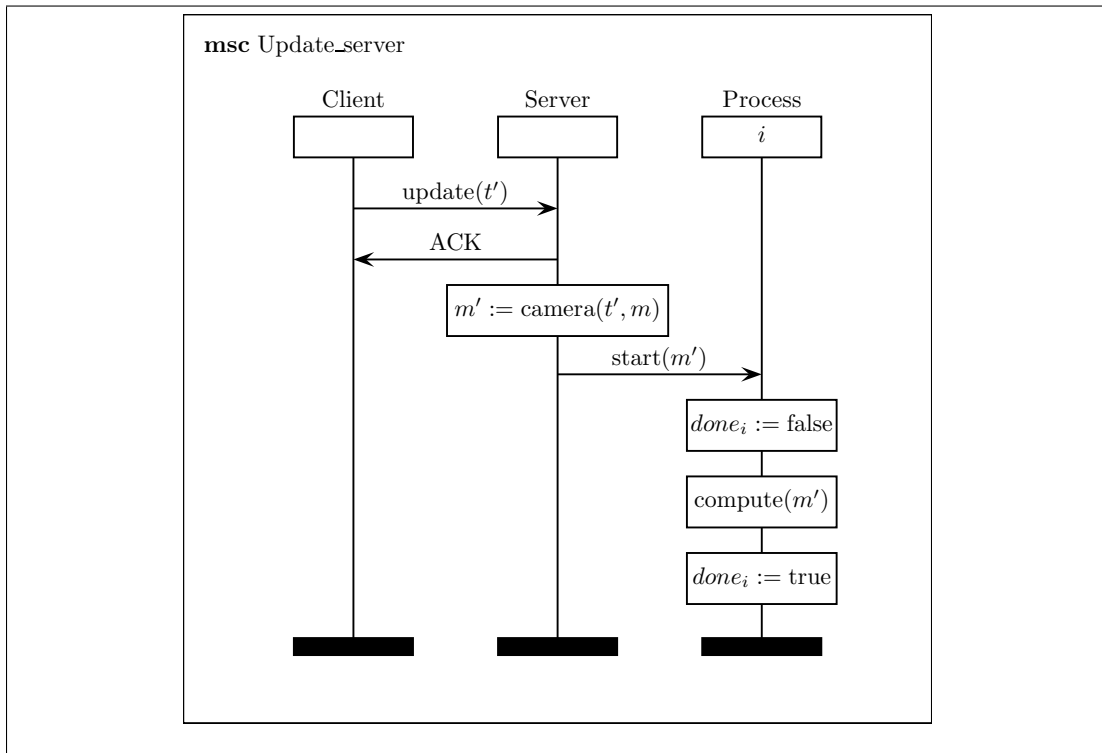 msc Update_server
Client Server Process
i
update(t′)
ACK
m′ := camera(t′, m)
start(m′)
done_i := false
compute(m′)
done_i := true